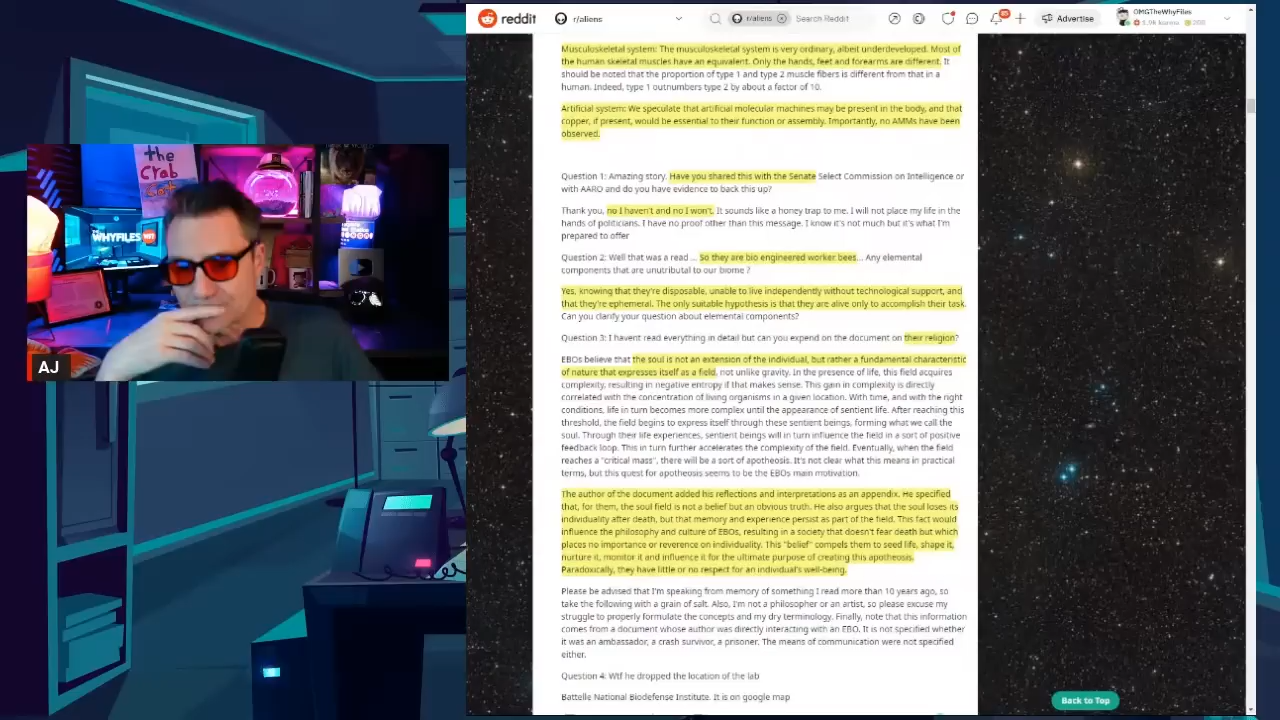 reddit
r/aliens
r/aliens
Search Reddit
Advertise
OMGTheWhyFiles
Musculoskeletal system: The musculoskeletal system is very ordinary, albeit underdeveloped. Most of
the human skeletal muscles have an equivalent. Only the hands, feet and forearms are different. It
should be noted that the proportion of type 1 and type 2 muscle fibers is different from that in a
human. Indeed, type 1 outnumbers type 2 by about a factor of 10.
Artificial system: We speculate that artificial molecular machines may be present in the body, and that
copper, if present, would be essential to their function or assembly. Importantly, no AMMs have been
observed.
Question 1: Amazing story. Have you shared this with the Senate Select Commission on Intelligence or
with AARO and do you have evidence to back this up?
Thank you, no I haven't and no I won't. It sounds like a honey trap to me. I will not place my life in the
hands of politicians. I have no proof other than this message. I know it's not much but it's what I'm
prepared to offer
Question 2: Well that was a read ... So they are bio engineered worker bees... Any elemental
components that are unutributal to our biome ?
Yes, knowing that they're disposable, unable to live independently without technological support, and
that they're ephemeral. The only suitable hypothesis is that they are alive only to accomplish their task.
Can you clarify your question about elemental components?
Question 3: I havent read everything in detail but can you expend on the document on their religion?
EBOs believe that the soul is not an extension of the individual, but rather a fundamental characteristic
of nature that expresses itself as a field, not unlike gravity. In the presence of life, this field acquires
complexity, resulting in negative entropy if that makes sense. This gain in complexity is directly
correlated with the concentration of living organisms in a given location. With time, and with the right
conditions, life in turn becomes more complex until the appearance of sentient life. After reaching this
threshold, the field begins to express itself through these sentient beings, forming what we call the
soul. Through their life experiences, sentient beings will in turn influence the field in a sort of positive
feedback loop. This in turn further accelerates the complexity of the field. Eventually, when the field
reaches a "critical mass", there will be a sort of apotheosis. It's not clear what this means in practical
terms, but this quest for apotheosis seems to be the EBOs main motivation.
The author of the document added his reflections and interpretations as an appendix. He specified
that, for them, the soul field is not a belief but an obvious truth. He also argues that the soul loses its
individuality after death, but that memory and experience persist as part of the field. This fact would
influence the philosophy and culture of EBOs, resulting in a society that doesn't fear death but which
places no importance or reverence on individuality. This "belief" compels them to seed life, shape it,
nurture it, monitor it and influence it for the ultimate purpose of creating this apotheosis.
Paradoxically, they have little or no respect for an individual's well-being.
Please be advised that I'm speaking from memory of something I read more than 10 years ago, so
take the following with a grain of salt. Also, I'm not a philosopher or an artist, so please excuse my
struggle to properly formulate the concepts and my dry terminology. Finally, note that this information
comes from a document whose author was directly interacting with an EBO. It is not specified whether
it was an ambassador, a crash survivor, a prisoner. The means of communication were not specified
either.
Question 4: Wtf he dropped the location of the lab
Battelle National Biodefense Institute. It is on google map
Back to Top
the
Crab
THE
WHYFILES
AJ